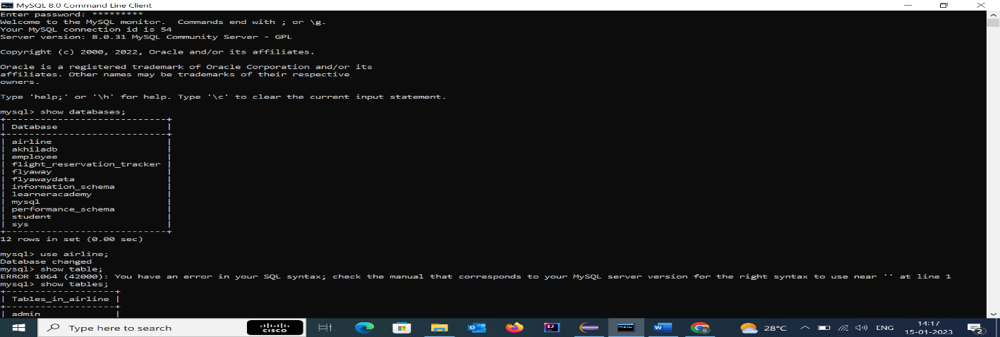 MySQL 8.0 Command Line Client
Enter password: *********
Welcome to the MySQL monitor.  Commands end with ; or \g.
Your MySQL connection id is 54
Server version: 8.0.31 MySQL Community Server - GPL
Copyright (c) 2000, 2022, Oracle and/or its affiliates.
Oracle is a registered trademark of Oracle Corporation and/or its
affiliates. Other names may be trademarks of their respective
owners.
Type 'help;' or '\h' for help. Type '\c' to clear the current input statement.
mysql> show databases;
+-----------------------------+
| Database                    |
+-----------------------------+
| airline                     |
| akhiladb                    |
| employee                    |
| flight_reservation_tracker |
| flyaway                     |
| flyawaydata                 |
| information_schema          |
| learneracademy              |
| mysql                       |
| performance_schema          |
| student                     |
| sys                         |
+-----------------------------+
12 rows in set (0.00 sec)
mysql> use airline;
Database changed
mysql> show table;
ERROR 1064 (42000): You have an error in your SQL syntax; check the manual that corresponds to your MySQL server version for the right syntax to use near '' at line 1
mysql> show tables;
+-------------------+
| Tables_in_airline |
+-------------------+
| admin             |
Type here to search
CISCO
28°C
ENG
14:17
15-01-2023
2